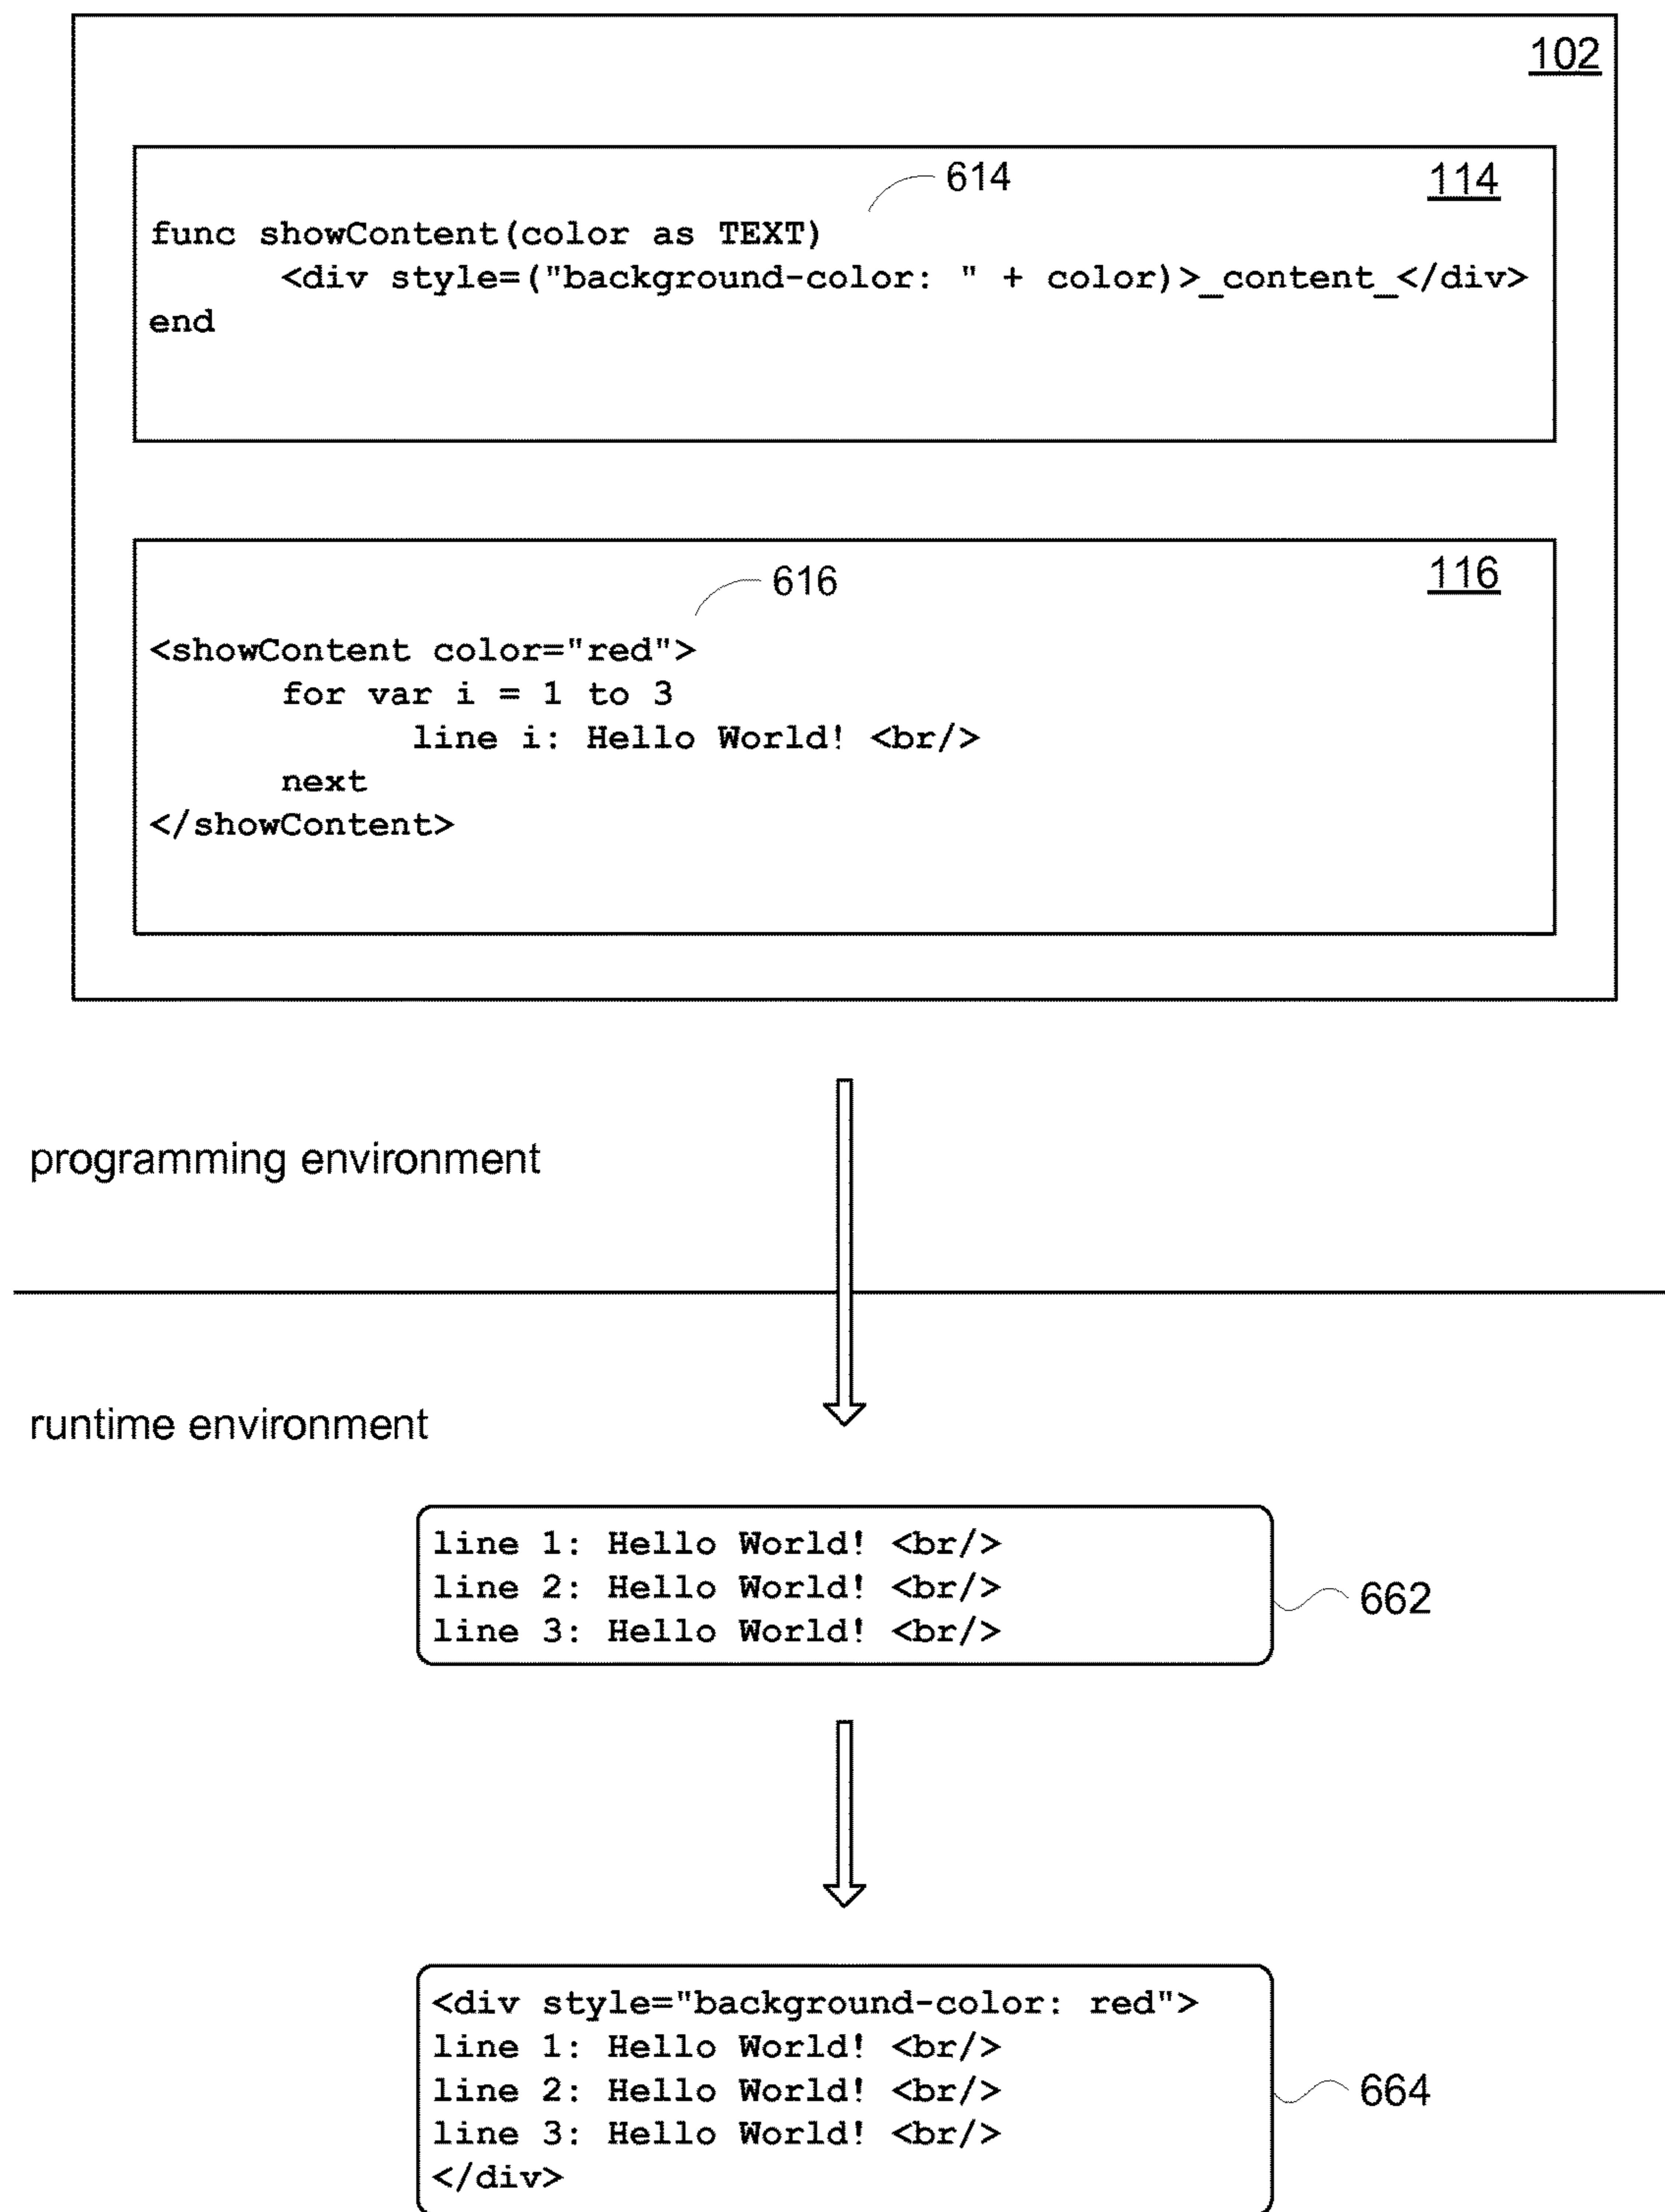 102
614
114
func showContent(color as TEXT)
<div style=("background-color: " + color)>_content_</div>
end
616
116
<showContent color="red">
for var i = 1 to 3
line i: Hello World! <br/>
next
</showContent>
programming environment
runtime environment
line 1: Hello World! <br/>
line 2: Hello World! <br/>
line 3: Hello World! <br/>
662
<div style="background-color: red">
line 1: Hello World! <br/>
line 2: Hello World! <br/>
line 3: Hello World! <br/>
</div>
664